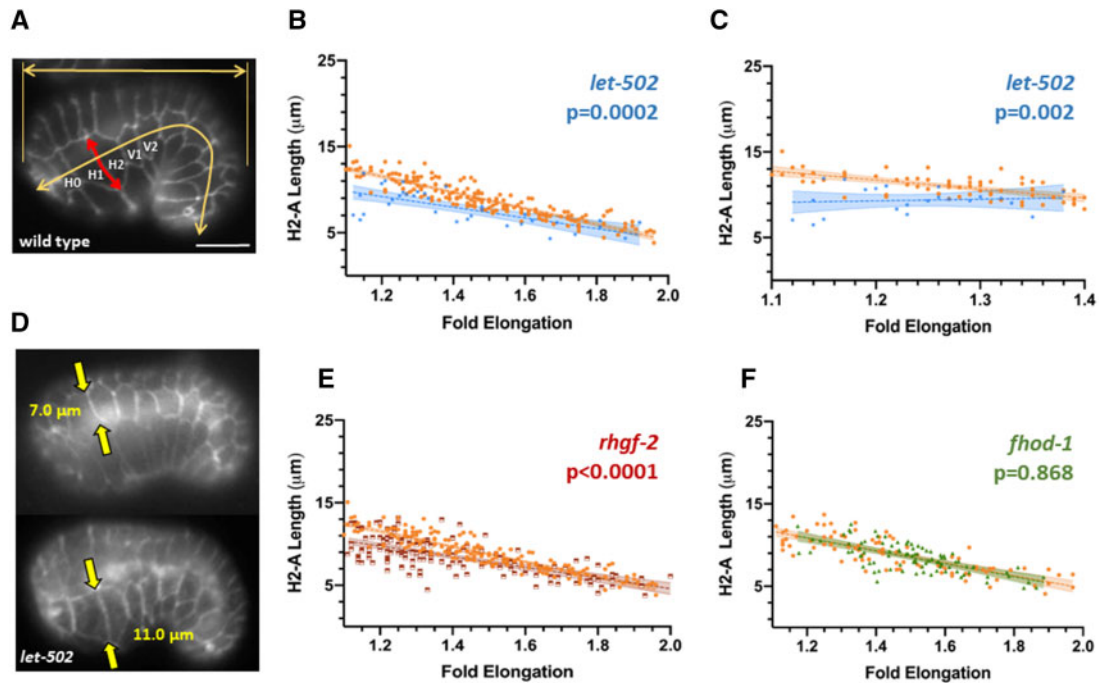 A
H0
H1
H2
V1
V2
wild type
B
25
15
5
H2-A Length (μm)
let-502
p=0.0002
1.2
1.4
1.6
1.8
2.0
Fold Elongation
C
25
15
5
H2-A Length (μm)
let-502
p=0.002
1.1
1.2
1.3
1.4
Fold Elongation
D
7.0 μm
11.0 μm
let-502
E
25
15
5
H2-A Length (μm)
rhgf-2
p<0.0001
1.2
1.4
1.6
1.8
2.0
Fold Elongation
F
25
15
5
H2-A Length (μm)
fhod-1
p=0.868
1.2
1.4
1.6
1.8
2.0
Fold Elongation